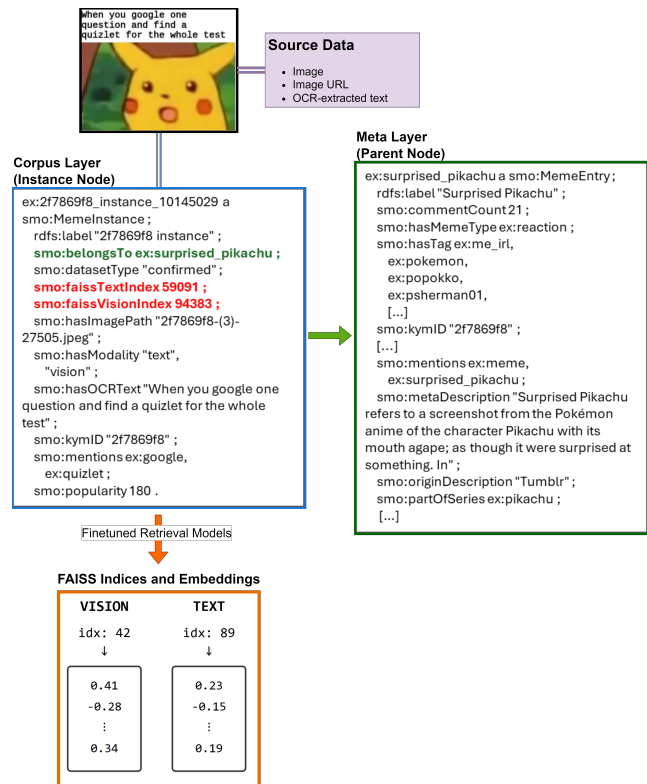 When you google one
question and find a
quizlet for the whole test
Source Data
• Image
• Image URL
• OCR-extracted text
Corpus Layer
(Instance Node)
ex:2f7869f8_instance_10145029 a
smo:MemeInstance ;
rdfs:label "2f7869f8 instance" ;
smo:belongsTo ex:surprised_pikachu ;
smo:datasetType "confirmed" ;
smo:faissTextIndex 59091 ;
smo:faissVisionIndex 94383 ;
smo:hasImagePath "2f7869f8-(3)-
27505.jpeg" ;
smo:hasModality "text",
"vision" ;
smo:hasOCRText "When you google one
question and find a quizlet for the whole
test" ;
smo:kymID "2f7869f8" ;
smo:mentions ex:google,
ex:quizlet ;
smo:popularity 180 .
Meta Layer
(Parent Node)
ex:surprised_pikachu a smo:MemeEntry ;
rdfs:label "Surprised Pikachu" ;
smo:commentCount 21 ;
smo:hasMemeType ex:reaction ;
smo:hasTag ex:me_irl,
ex:pokemon,
ex:popokko,
ex:psherman01,
[...]
smo:kymID "2f7869f8" ;
[...]
smo:mentions ex:meme,
ex:surprised_pikachu ;
smo:metaDescription "Surprised Pikachu
refers to a screenshot from the Pokémon
anime of the character Pikachu with its
mouth agape; as though it were surprised at
something. In" ;
smo:originDescription "Tumblr" ;
smo:partOfSeries ex:pikachu ;
[...]
Finetuned Retrieval Models
FAISS Indices and Embeddings
VISION TEXT
idx: 42 idx: 89
↓ ↓
0.41 0.23
-0.28 -0.15
⋮ ⋮
0.34 0.19